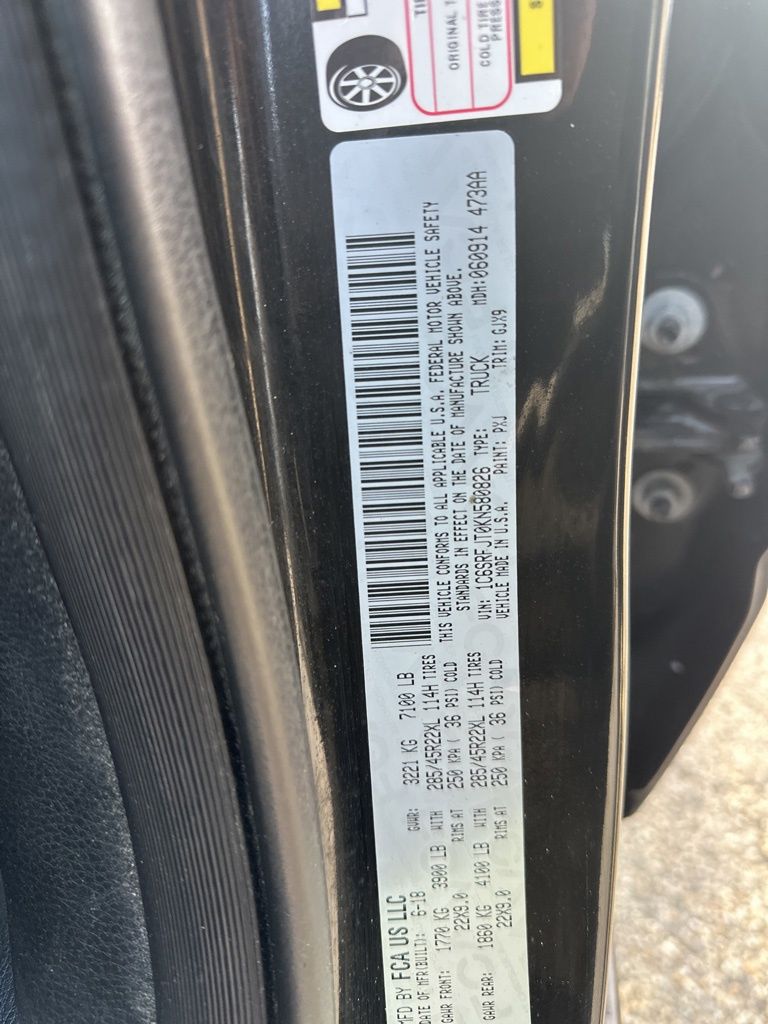 ORIGINAL
COLD TIRE
MFD BY FCA US LLC
DATE OF MFR(BUILT): 6-18 GVWR: 3221 KG 7100 LB
GAWR FRONT: 1770 KG 3900 LB WITH 285/45R22XL 114H TIRES
22X9.0 RIMS AT 250 KPA ( 36 PSI) COLD
GAWR REAR: 1860 KG 4100 LB WITH 285/45R22XL 114H TIRES
22X9.0 RIMS AT 250 KPA ( 36 PSI) COLD
THIS VEHICLE CONFORMS TO ALL APPLICABLE U.S.A. FEDERAL MOTOR VEHICLE SAFETY
STANDARDS IN EFFECT ON THE DATE OF MANUFACTURE SHOWN ABOVE.
VIN: 1C6SRFJT0KN580826 TYPE: TRUCK MDH:060914 473AA
VEHICLE MADE IN U.S.A. PAINT: PXJ TRIM: GJX9